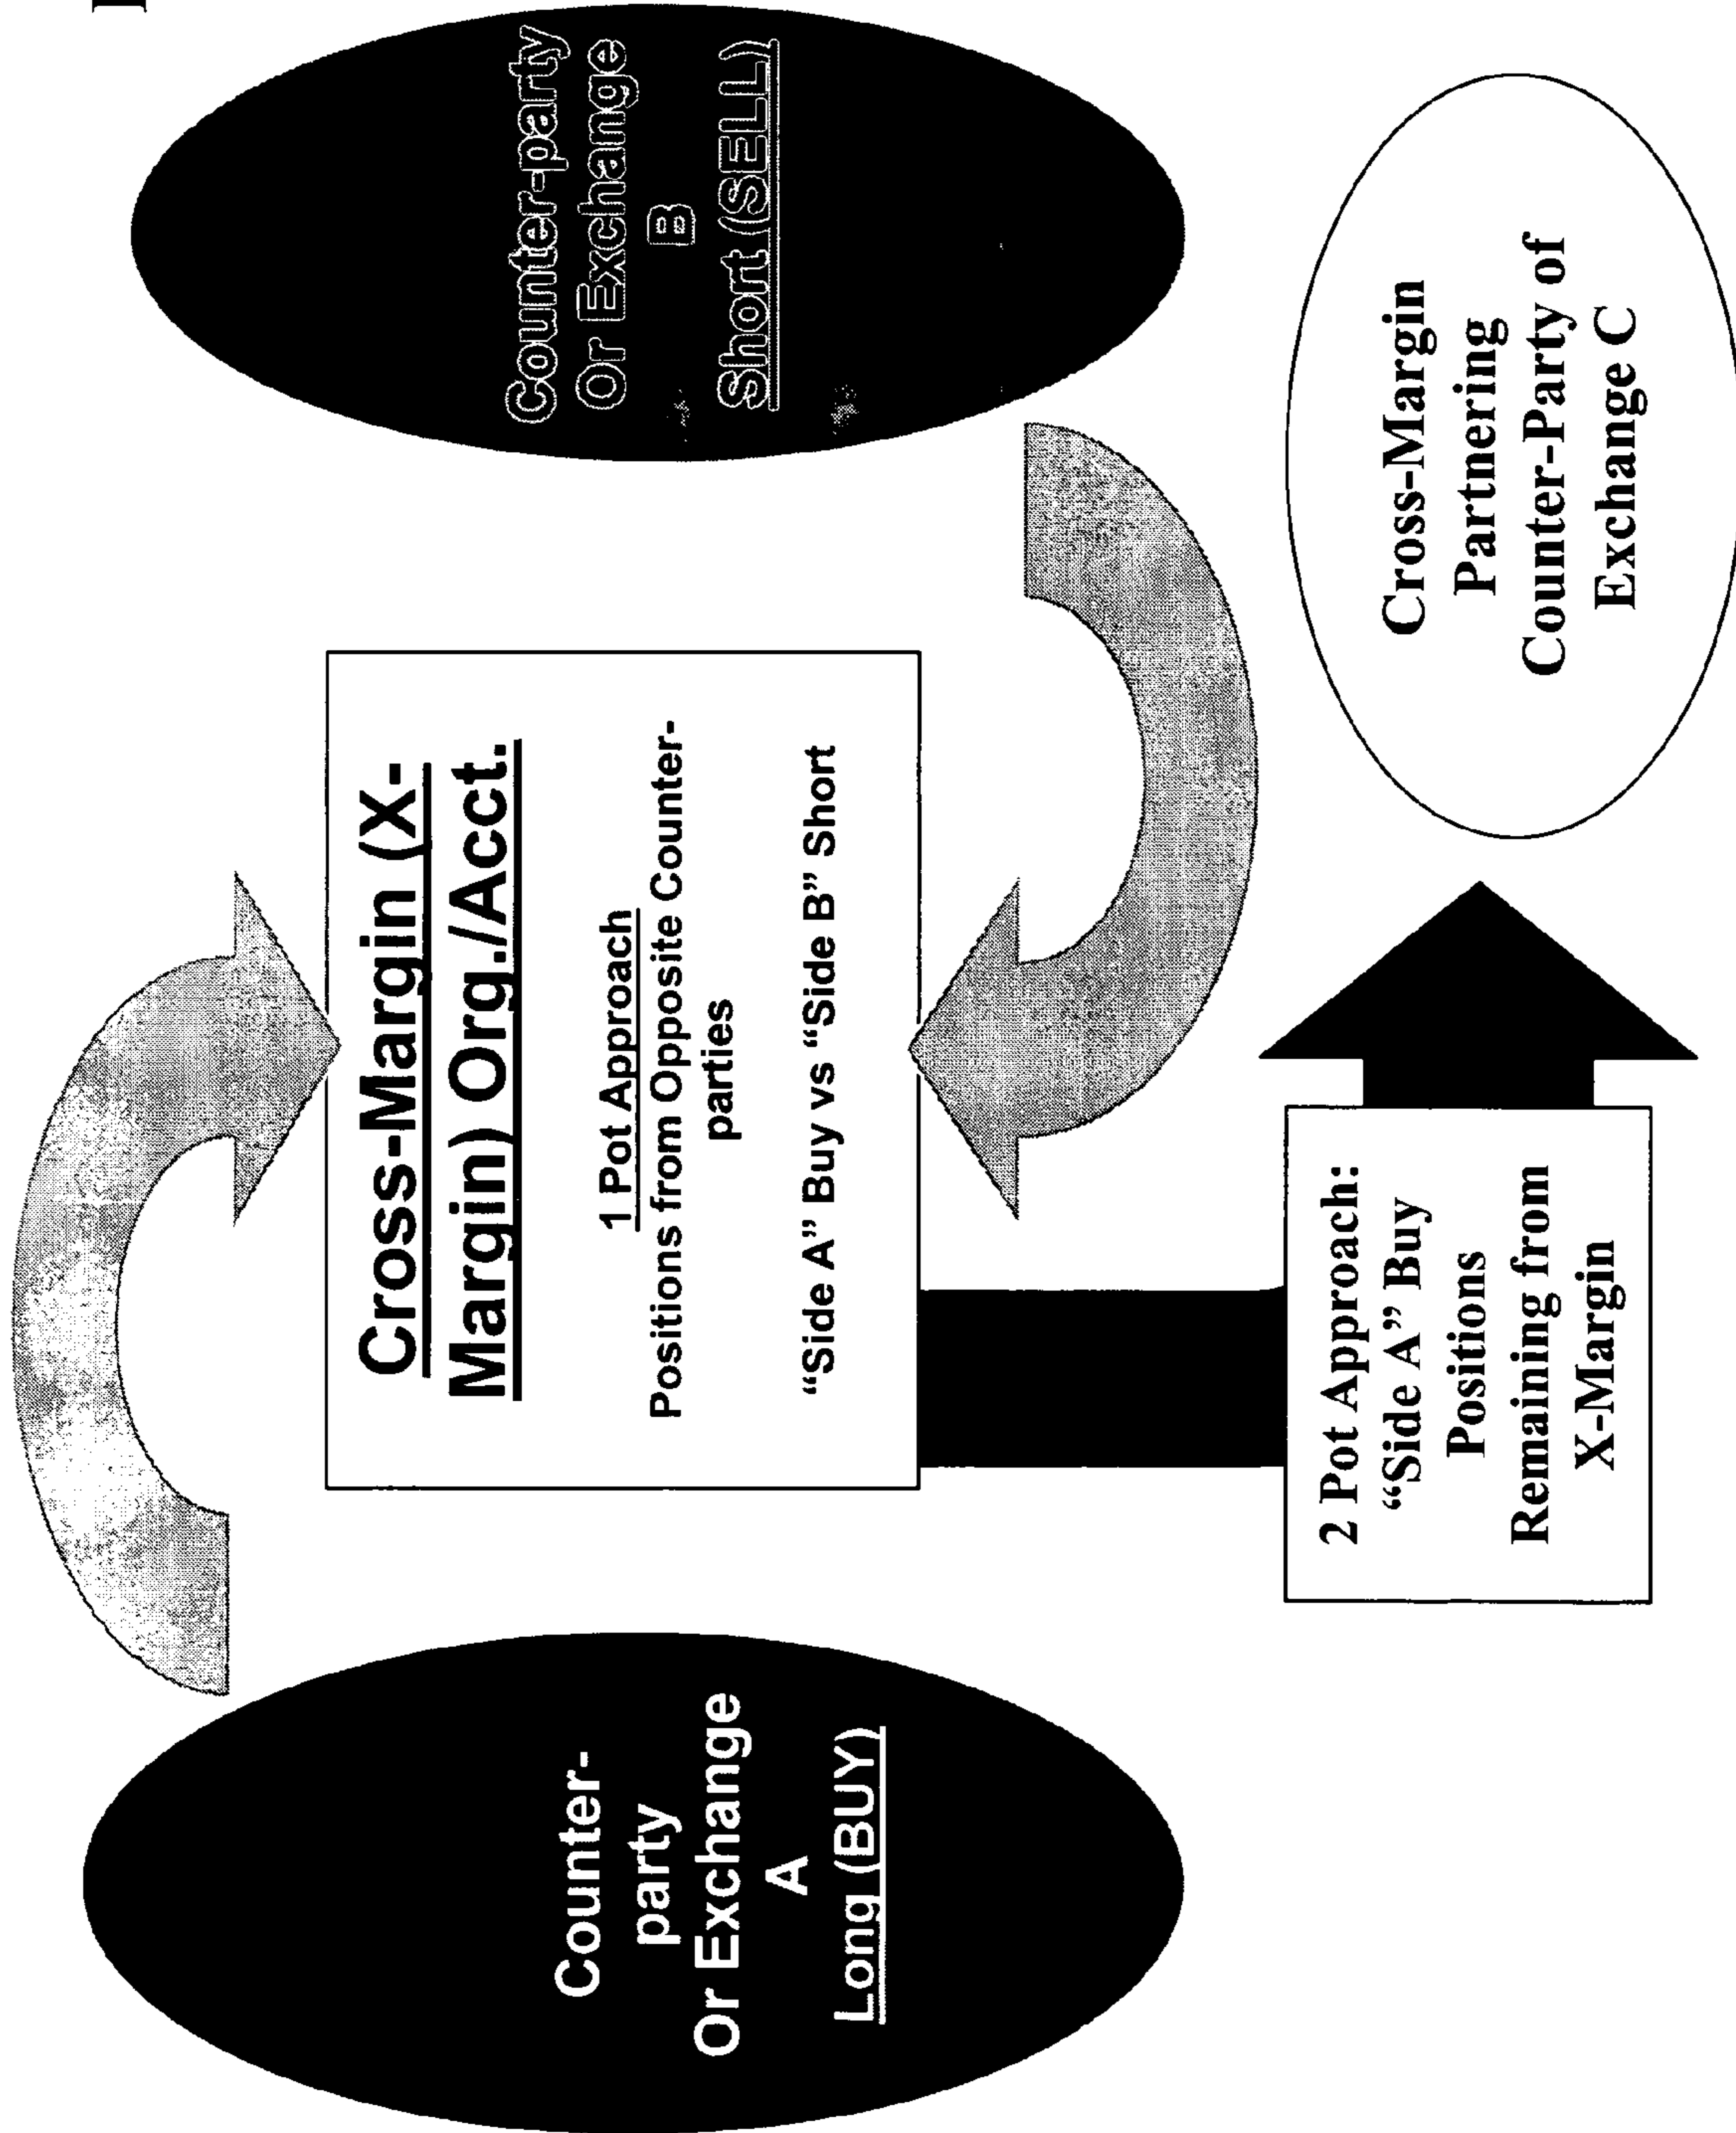 Counter-
party
Or Exchange
A
Long (BUY)
Cross-Margin (X-
Margin) Org./Acct.
1 Pot Approach
Positions from Opposite Counter-
parties
“Side A” Buy vs “Side B” Short
Counter-party
Or Exchange
B
Short (SELL)
2 Pot Approach:
“Side A” Buy
Positions
Remaining from
X-Margin
Cross-Margin
Partnering
Counter-Party of
Exchange C